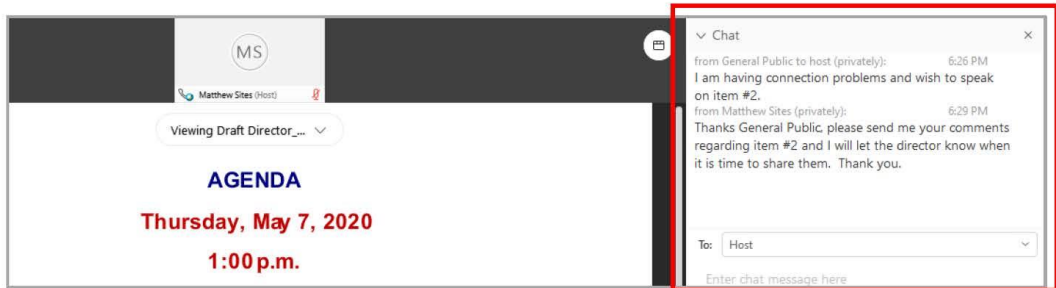 MS
Matthew Sites (Host)
Viewing Draft Director_...
AGENDA
Thursday, May 7, 2020
1:00 p.m.
Chat
from General Public to host (privately): 6:26 PM
I am having connection problems and wish to speak
on item #2.
from Matthew Sites (privately): 6:29 PM
Thanks General Public, please send me your comments
regarding item #2 and I will let the director know when
it is time to share them. Thank you.
To: Host
Enter chat message here